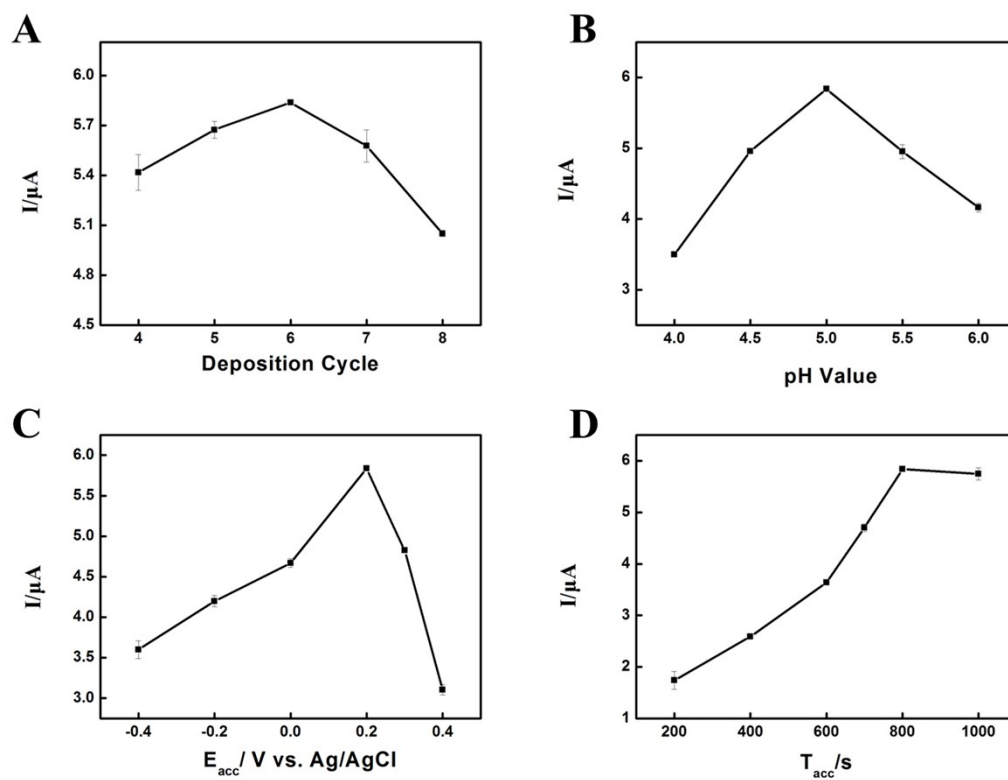 A
I/μA
6.0
5.7
5.4
5.1
4.8
4.5
4 5 6 7 8
Deposition Cycle
B
I/μA
6
5
4
3
4.0 4.5 5.0 5.5 6.0
pH Value
C
I/μA
6.0
5.5
5.0
4.5
4.0
3.5
3.0
-0.4 -0.2 0.0 0.2 0.4
Eacc/ V vs. Ag/AgCl
D
I/μA
6
5
4
3
2
1
200 400 600 800 1000
Tacc/s